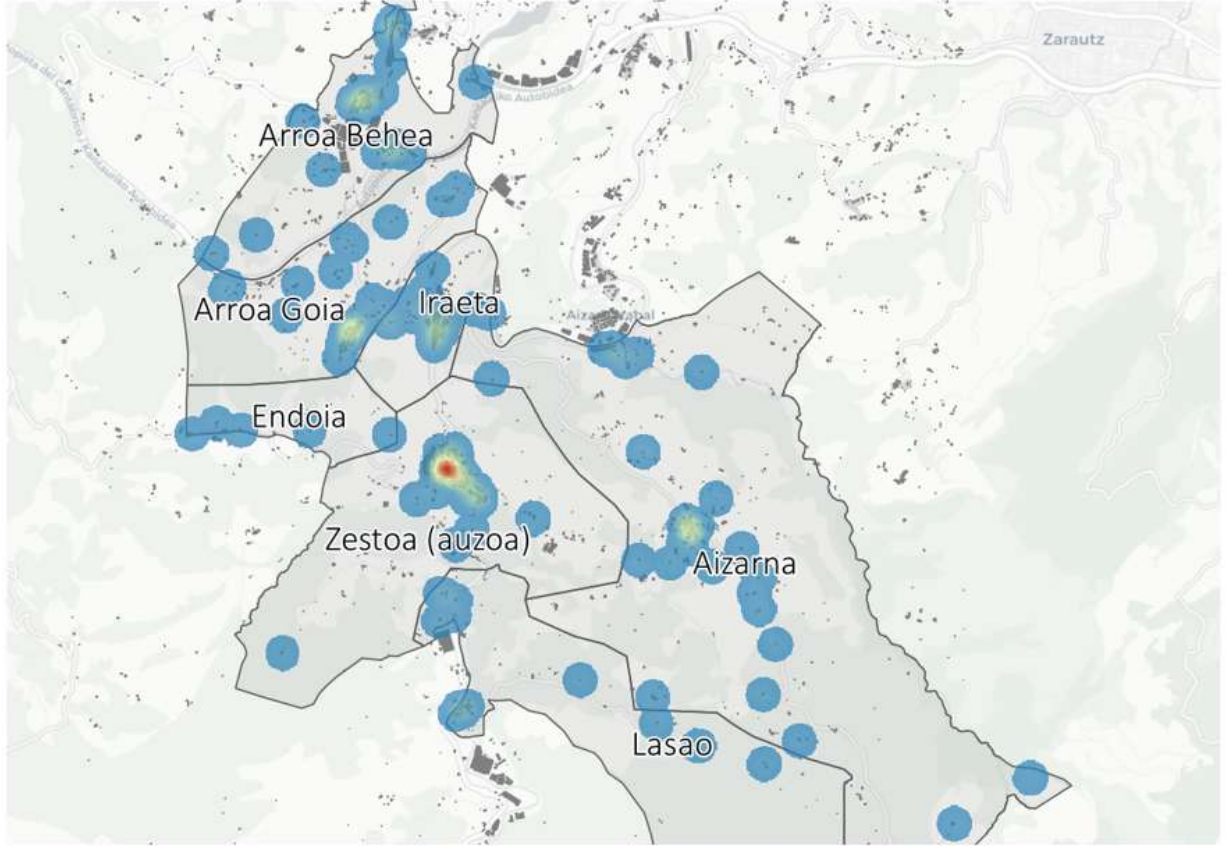 Zarautz
Arroa Behea
Arroa Goia
Iraeta
Endoia
Zestoa (auzoa)
Aizarna
Lasao